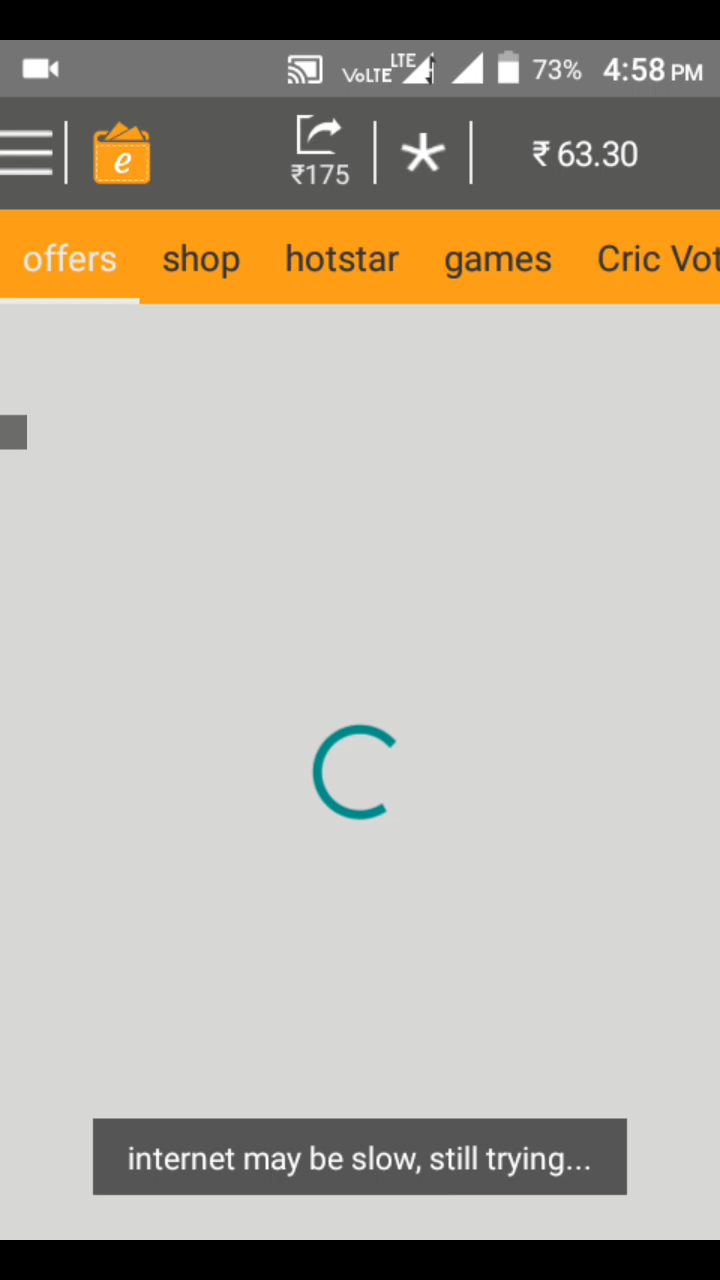 VoLTE LTE 73% 4:58 PM
e ₹175 ₹ 63.30
offers shop hotstar games Cric Vot
internet may be slow, still trying...